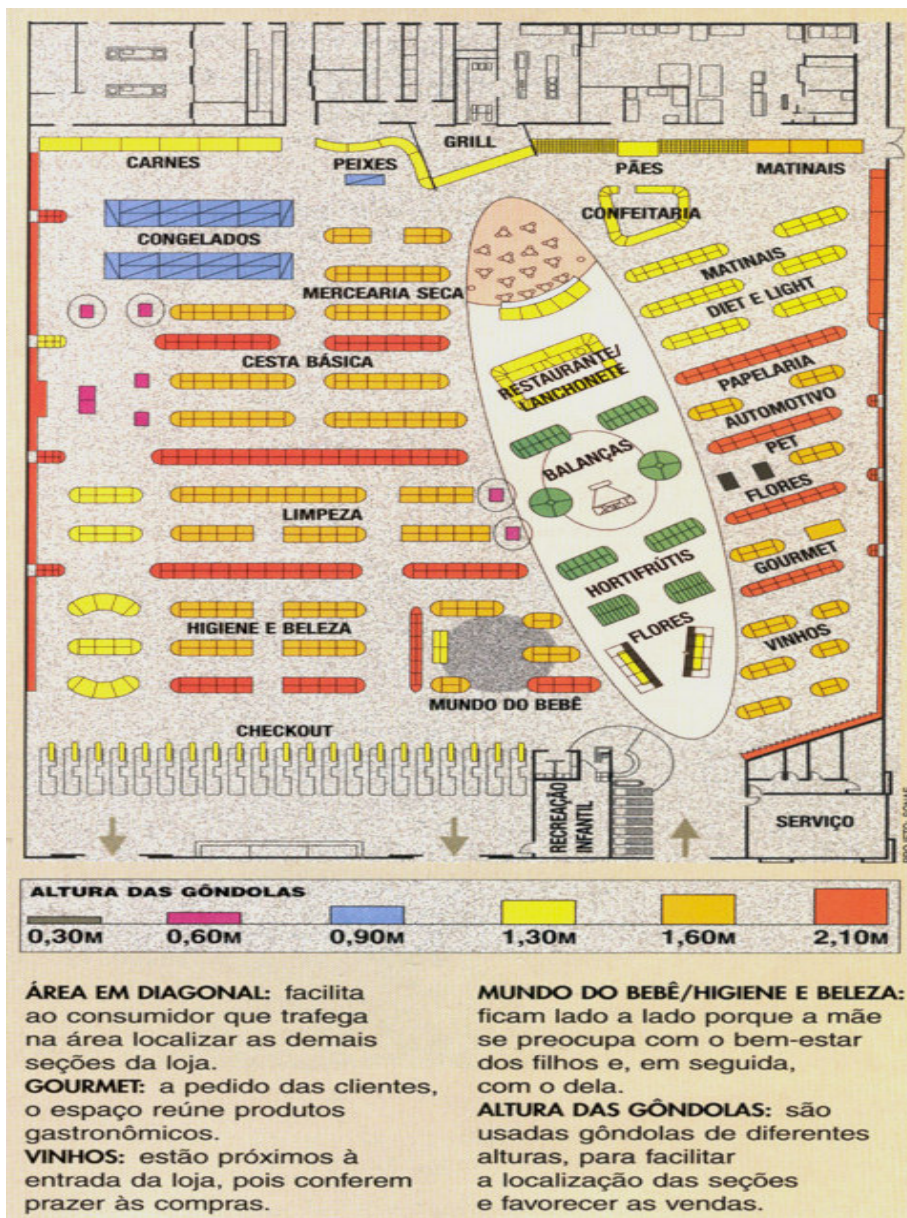 GRILL
CARNES
PEIXES
PÃES
MATINAIS
CONFEITARIA
CONGELADOS
MATINAIS
MERCEARIA SECA
DIET E LIGHT
CESTA BÁSICA
RESTAURANTE/
LANCHONETE
PAPELARIA
AUTOMOTIVO
PET
BALANÇAS
FLORES
LIMPEZA
GOURMET
HORTIFRÚTIS
HIGIENE E BELEZA
FLORES
VINHOS
MUNDO DO BEBÊ
CHECKOUT
RECREAÇÃO
INFANTIL
SERVIÇO
ALTURA DAS GÔNDOLAS
0,30M 0,60M 0,90M 1,30M 1,60M 2,10M
ÁREA EM DIAGONAL: facilita
ao consumidor que trafega
na área localizar as demais
seções da loja.
GOURMET: a pedido das clientes,
o espaço reúne produtos
gastronômicos.
VINHOS: estão próximos à
entrada da loja, pois conferem
prazer às compras.
MUNDO DO BEBÊ/HIGIENE E BELEZA:
ficam lado a lado porque a mãe
se preocupa com o bem-estar
dos filhos e, em seguida,
com o dela.
ALTURA DAS GÔNDOLAS: são
usadas gôndolas de diferentes
alturas, para facilitar
a localização das seções
e favorecer as vendas.